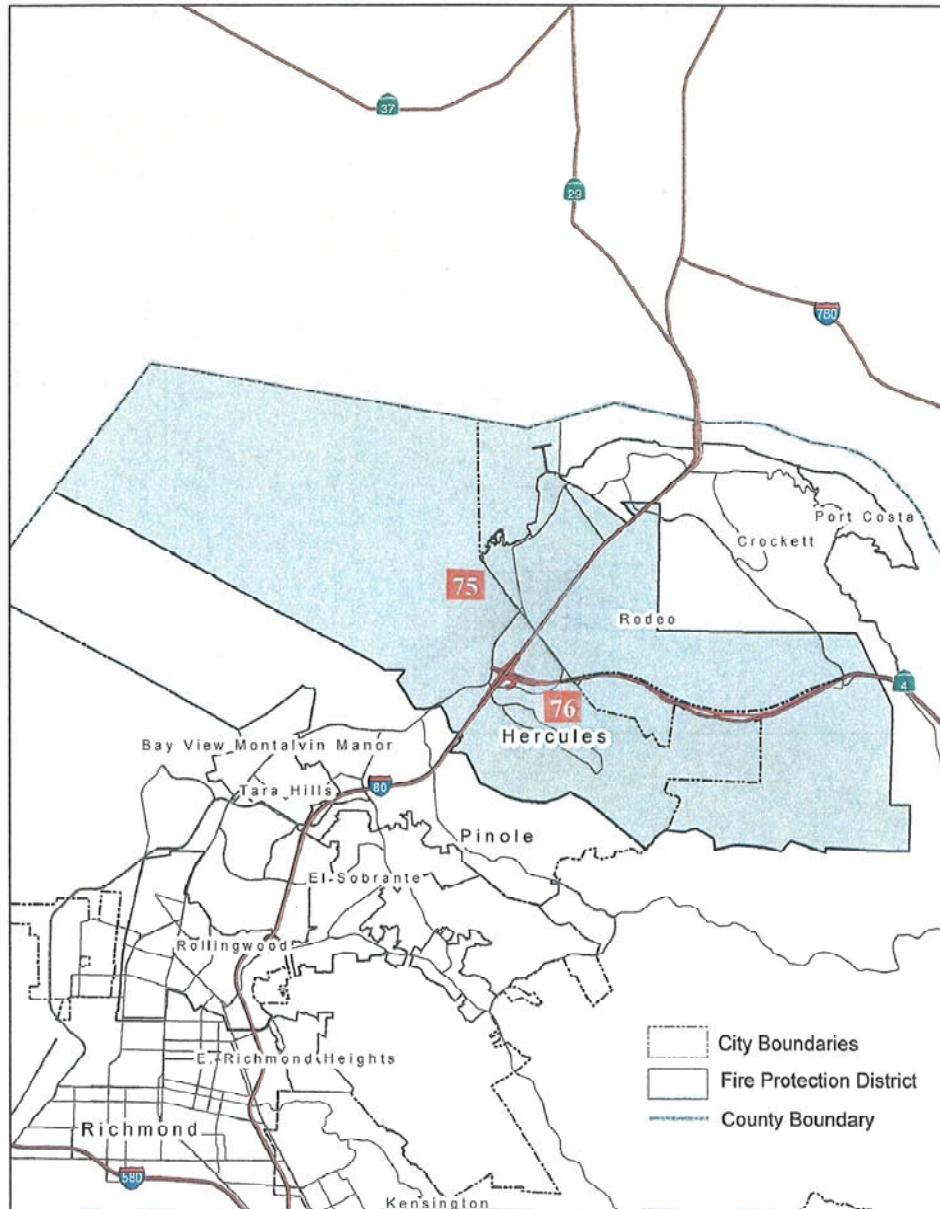 37
29
780
Port Costa
Crockett
75
Rodeo
4
76
Hercules
Bay View Montalvin Manor
80
Tara Hills
Pinole
El Sobrante
Rollingwood
City Boundaries
E. Richmond Heights
Fire Protection District
County Boundary
Richmond
580
Kensington